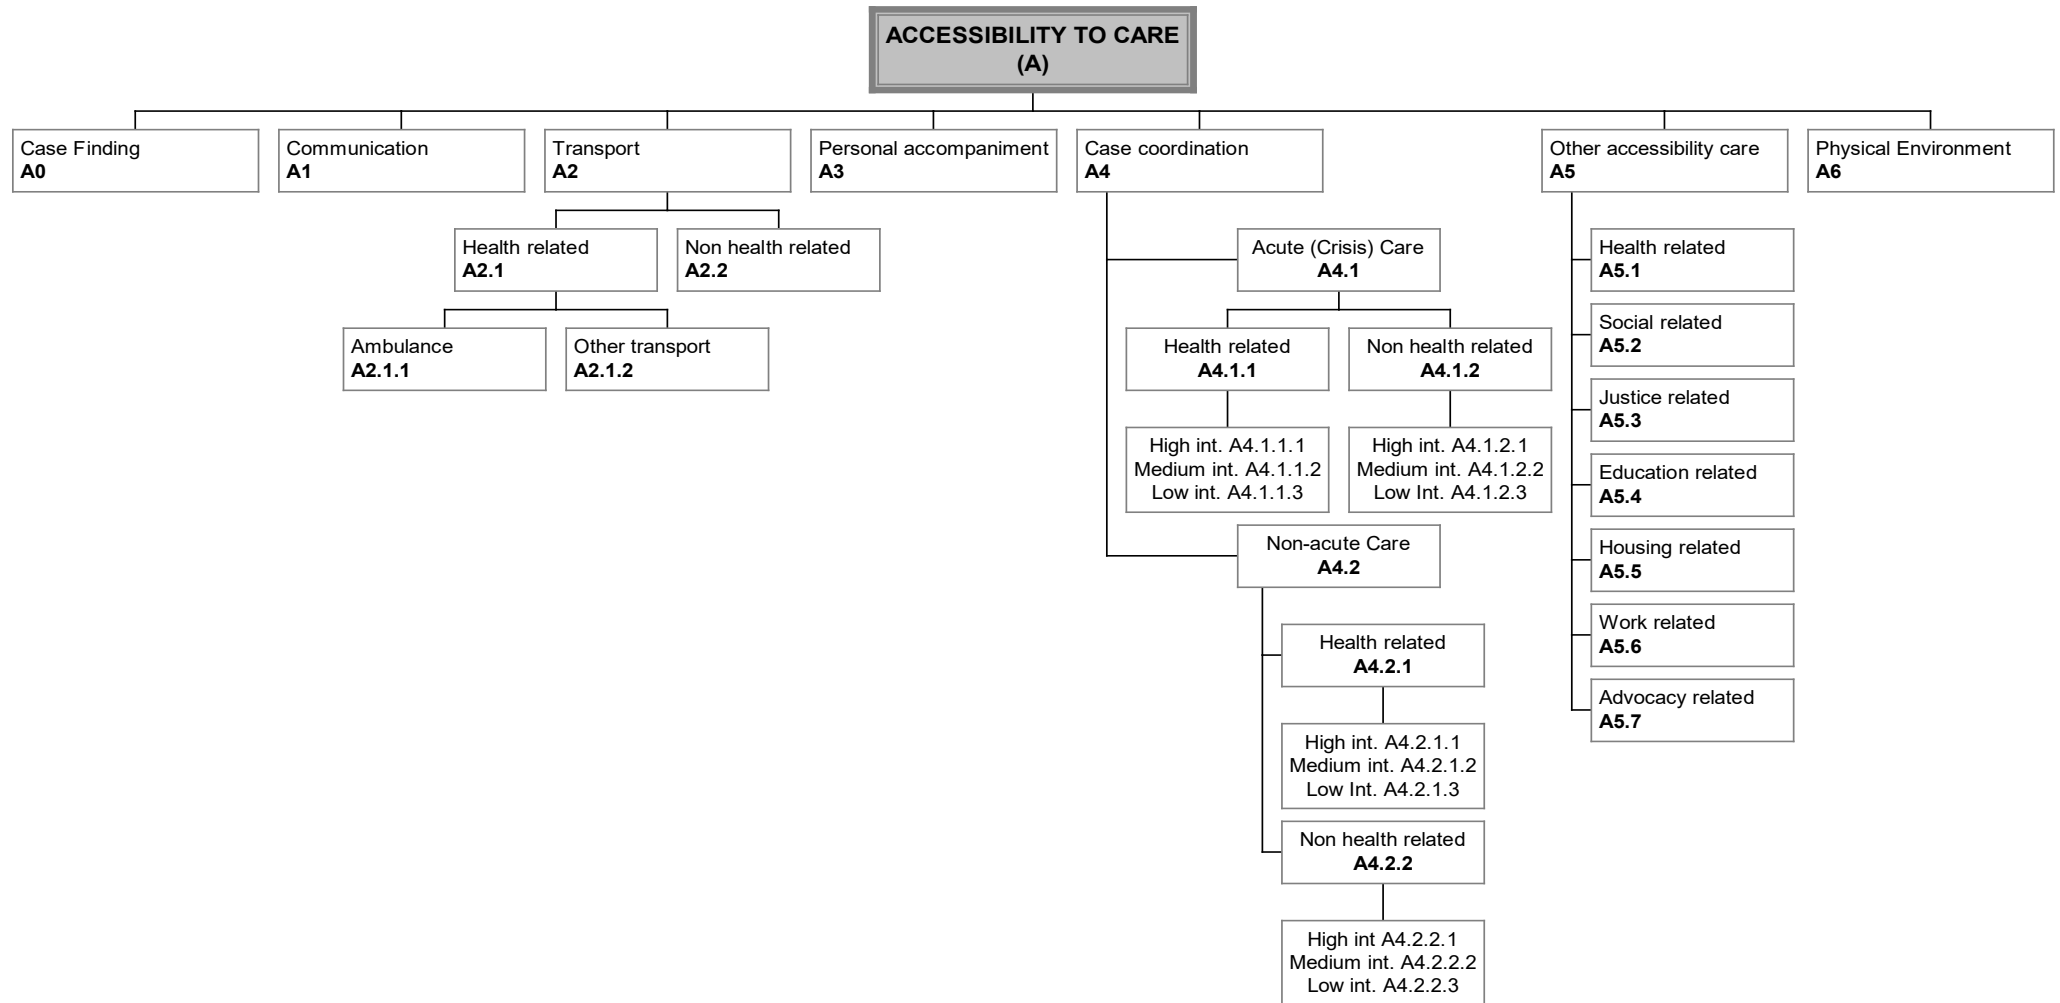 ACCESSIBILITY TO CARE
(A)
Case Finding
A0
Communication
A1
Transport
A2
Personal accompaniment
A3
Case coordination
A4
Other accessibility care
A5
Physical Environment
A6
Health related
A2.1
Non health related
A2.2
Ambulance
A2.1.1
Other transport
A2.1.2
Acute (Crisis) Care
A4.1
Health related
A4.1.1
Non health related
A4.1.2
High int. A4.1.1.1
Medium int. A4.1.1.2
Low int. A4.1.1.3
High int. A4.1.2.1
Medium int. A4.1.2.2
Low Int. A4.1.2.3
Non-acute Care
A4.2
Health related
A4.2.1
High int. A4.2.1.1
Medium int. A4.2.1.2
Low Int. A4.2.1.3
Non health related
A4.2.2
High int A4.2.2.1
Medium int. A4.2.2.2
Low int. A4.2.2.3
Health related
A5.1
Social related
A5.2
Justice related
A5.3
Education related
A5.4
Housing related
A5.5
Work related
A5.6
Advocacy related
A5.7